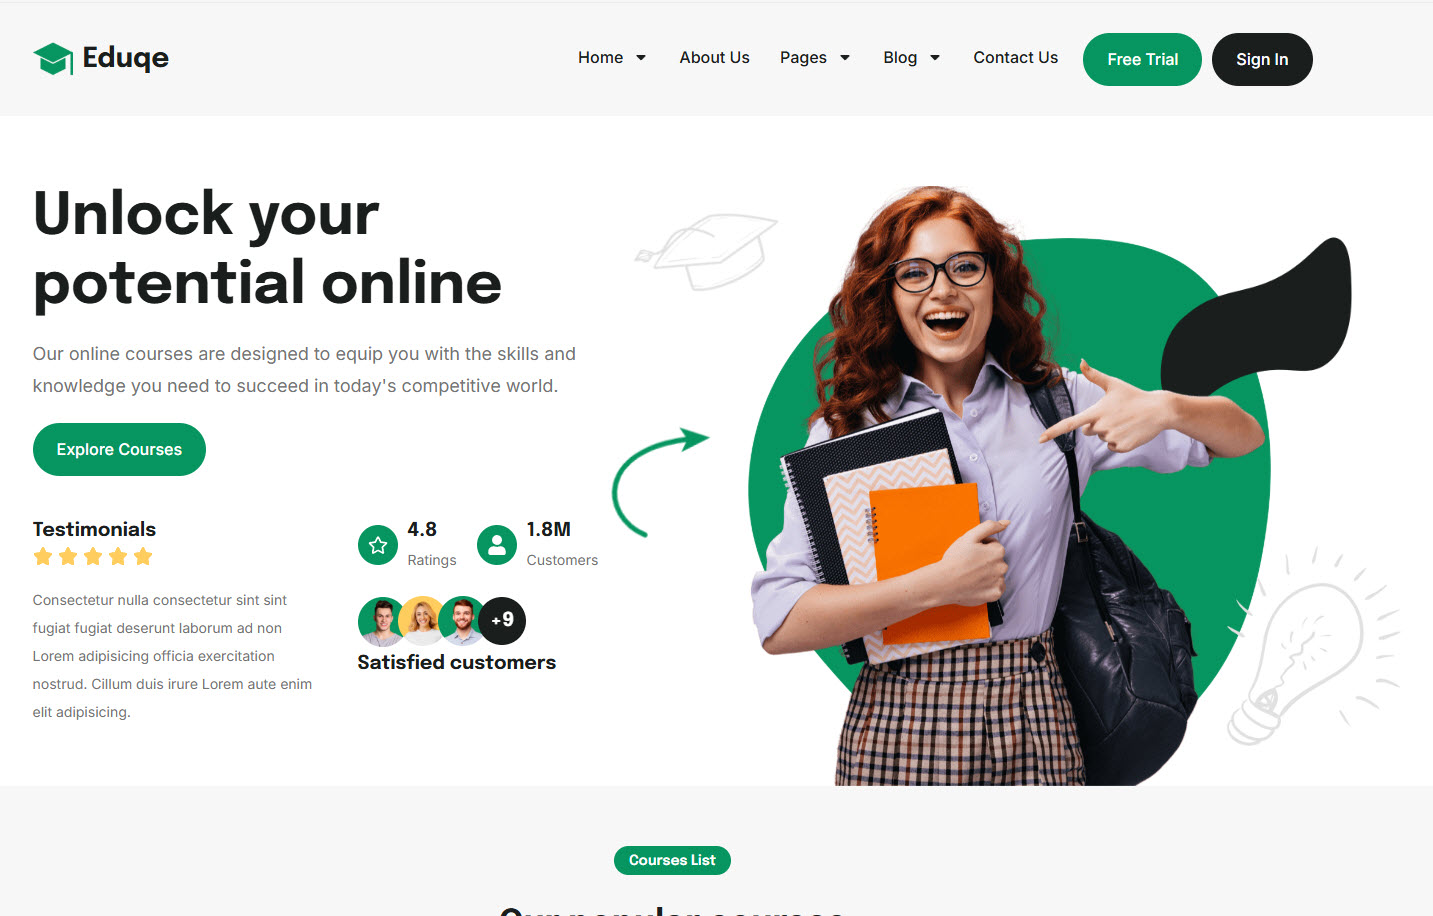 Eduqe
Home
About Us
Pages
Blog
Contact Us
Free Trial
Sign In
Unlock your
potential online
Our online courses are designed to equip you with the skills and
knowledge you need to succeed in today's competitive world.
Explore Courses
Testimonials
Consectetur nulla consectetur sint sint
fugiat fugiat deserunt laborum ad non
Lorem adipisicing officia exercitation
nostrud. Cillum duis irure Lorem aute enim
elit adipisicing.
4.8
Ratings
1.8M
Customers
+9
Satisfied customers
Courses List
Our popular courses